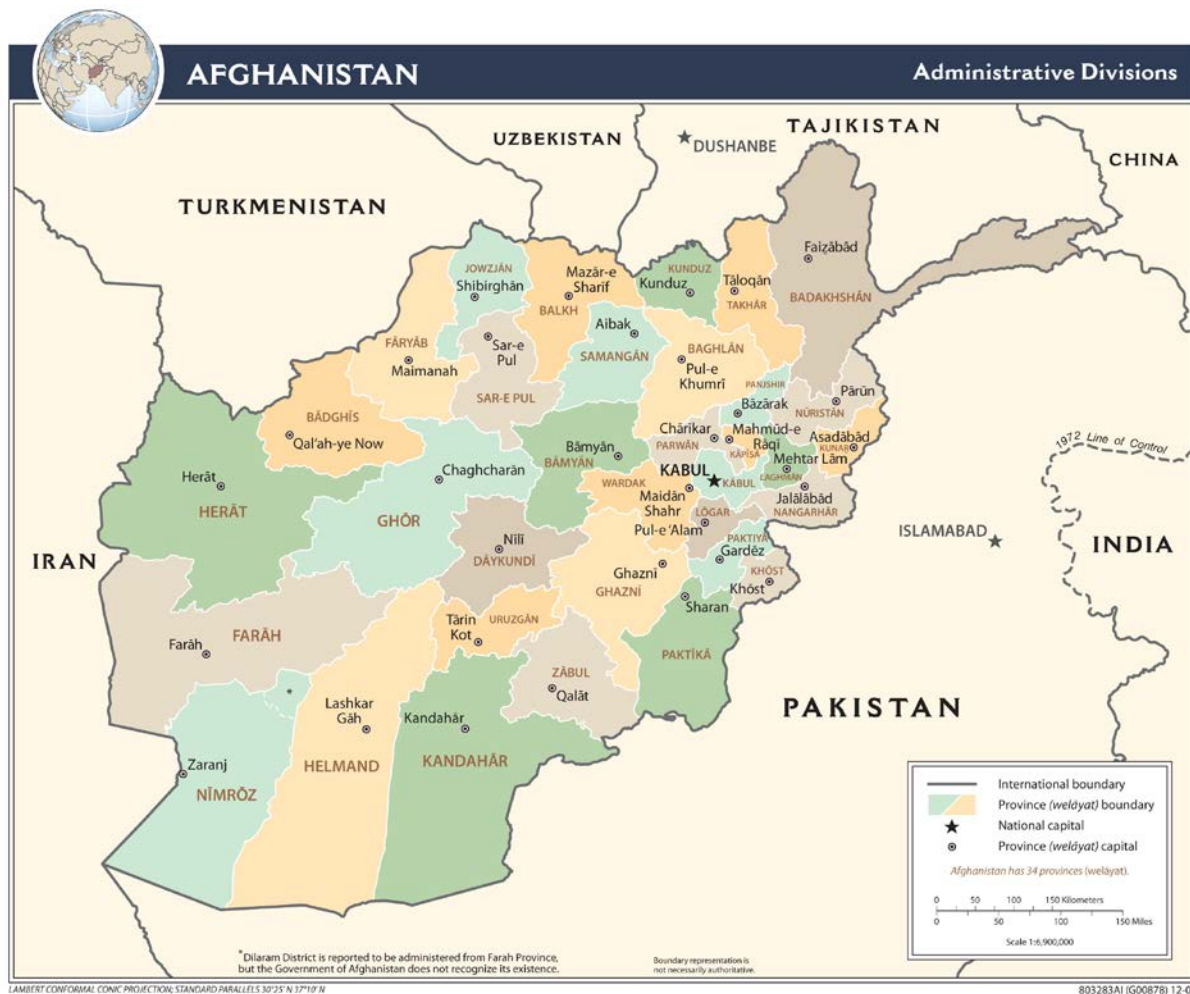 AFGHANISTAN
Administrative Divisions
UZBEKISTAN
DUSHANBE
TAJIKISTAN
CHINA
TURKMENISTAN
Faiẕābād
BADAKHSHĀN
JOWZJĀN
Shibirghān
Mazār-e
Sharīf
BALKH
KUNDUZ
Kunduz
Tāloqān
TAKHĀR
FĀRYĀB
Maimanah
Sar-e
Pul
SAR-E PUL
Aibak
SAMANGĀN
BAGHLĀN
Pul-e
Khumrī
PANJSHIR
Bāzārak
Pārūn
NŪRISTĀN
BĀDGHĪS
Qal‘ah-ye Now
Chārīkar
PARWĀN
Mahmūd-e
Rāqī
KĀPĪSĀ
Asadābād
KUNAR
Mehtar
Lām
LAGHMĀN
Herāt
HERĀT
Chaghcharān
GHŌR
Bāmyān
BĀMYĀN
KABUL
KĀBUL
WARDAK
Maidān
Shahr
Jalālābād
NANGARHĀR
1972 Line of Control
ISLAMABAD
INDIA
IRAN
Nīlī
DĀYKUNDĪ
LŌGAR
Pul-e ‘Alam
PAKTIYĀ
Gardēz
Ghaznī
GHAZNĪ
KHŌST
Khōst
Sharan
PAKTĪKĀ
Farāh
FARĀH
Tārin
Kot
URUZGĀN
ZĀBUL
Qalāt
PAKISTAN
*
Lashkar
Gāh
HELMAND
Kandahār
KANDAHĀR
Zaranj
NĪMRŌZ
International boundary
Province (welāyat) boundary
National capital
Province (welāyat) capital
Afghanistan has 34 provinces (welāyat).
0 50 100 150 Kilometers
0 50 100 150 Miles
Scale 1:6,900,000
*Dilaram District is reported to be administered from Farah Province,
but the Government of Afghanistan does not recognize its existence.
Boundary representation is
not necessarily authoritative.
LAMBERT CONFORMAL CONIC PROJECTION; STANDARD PARALLELS 30°25' N 37°10' N
803283AI (G00878) 12-0